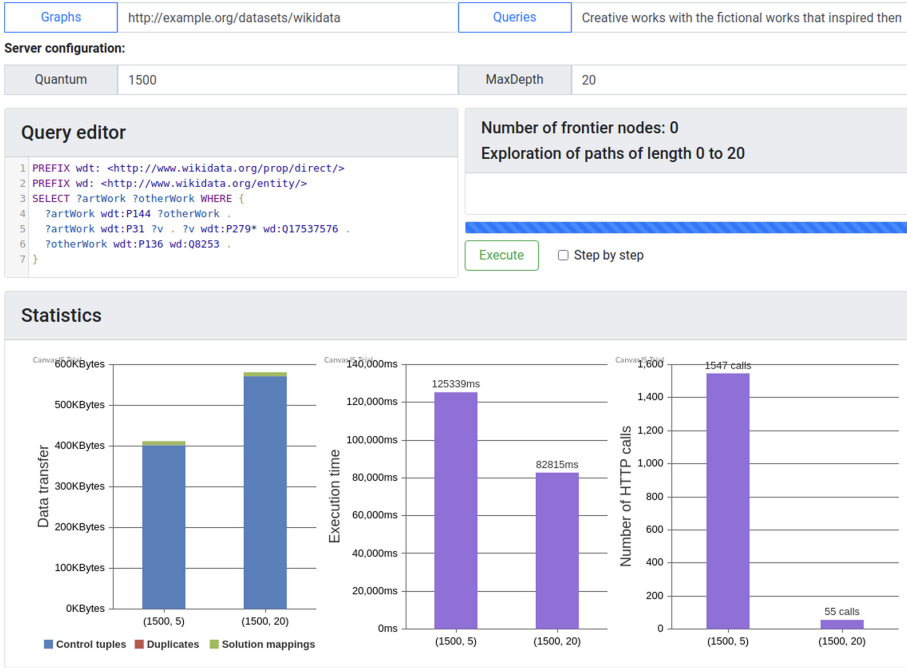 Graphs http://example.org/datasets/wikidata Queries Creative works with the fictional works that inspired then
Server configuration:
Quantum 1500 MaxDepth 20
Query editor
1 PREFIX wdt: <http://www.wikidata.org/prop/direct/>
2 PREFIX wd: <http://www.wikidata.org/entity/>
3 SELECT ?artWork ?otherWork WHERE {
4 ?artWork wdt:P144 ?otherWork .
5 ?artWork wdt:P31 ?v . ?v wdt:P279* wd:Q17537576 .
6 ?otherWork wdt:P136 wd:Q8253 .
7 }
Number of frontier nodes: 0
Exploration of paths of length 0 to 20
Execute Step by step
Statistics
CanvasJS Trial
600KBytes
500KBytes
400KBytes
300KBytes
200KBytes
100KBytes
0KBytes
Data transfer
(1500, 5) (1500, 20)
Control tuples Duplicates Solution mappings
CanvasJS Trial
140,000ms
120,000ms
100,000ms
80,000ms
60,000ms
40,000ms
20,000ms
0ms
Execution time
125339ms
82815ms
(1500, 5) (1500, 20)
CanvasJS Trial
1,600
1,400
1,200
1,000
800
600
400
200
0
Number of HTTP calls
1547 calls
55 calls
(1500, 5) (1500, 20)